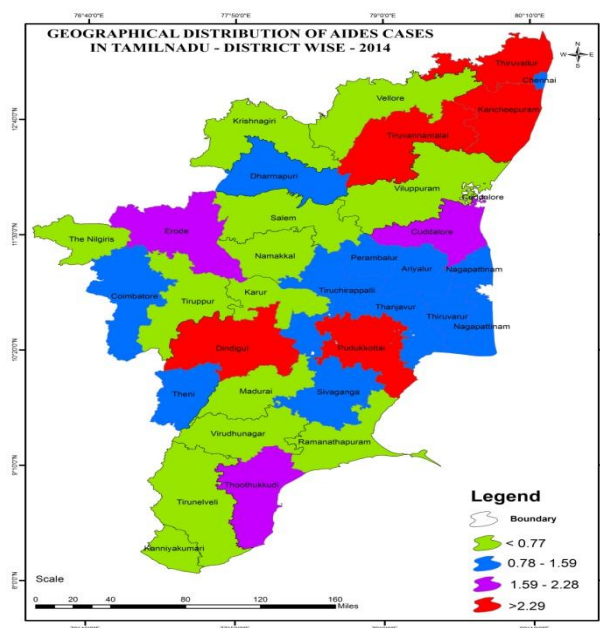 76°40'0"E 77°50'0"E 79°0'0"E 80°10'0"E
GEOGRAPHICAL DISTRIBUTION OF AIDES CASES
IN TAMILNADU - DISTRICT WISE - 2014
N
W E
S
Thiruvallur
Chennai
Vellore
Kancheepuram
Krishnagiri
Tiruvannamalai
Dharmapuri
Viluppuram
Cuddalore
Salem
Erode
Cuddalore
The Nilgiris
Namakkal
Perambalur
Ariyalur
Nagapattinam
Coimbatore
Karur
Tiruchirappalli
Tiruppur
Thanjavur
Thiruvarur
Nagapattinam
Dindigul
Pudukkottai
Theni
Madurai
Sivaganga
Virudhunagar
Ramanathapuram
Thoothukkudi
Tirunelveli
Kanniyakumari
Legend
Boundary
< 0.77
0.78 - 1.59
1.59 - 2.28
>2.29
Scale
0 20 40 80 120 160
Miles